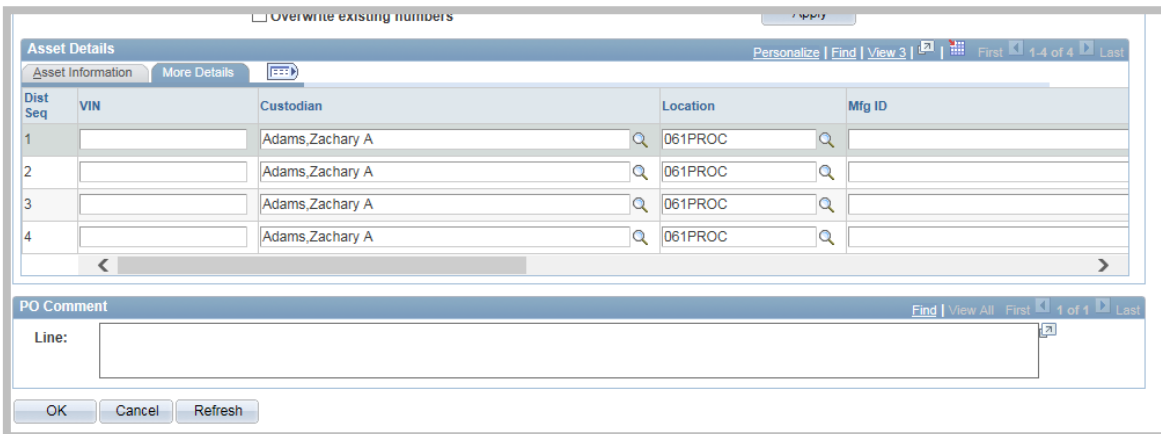 Overwrite existing numbers Apply
Asset Details Personalize | Find | View 3 | | First 1-4 of 4 Last
Asset Information More Details
Dist Seq VIN Custodian Location Mfg ID
1 Adams,Zachary A 061PROC
2 Adams,Zachary A 061PROC
3 Adams,Zachary A 061PROC
4 Adams,Zachary A 061PROC
PO Comment Find | View All First 1 of 1 Last
Line:
OK Cancel Refresh